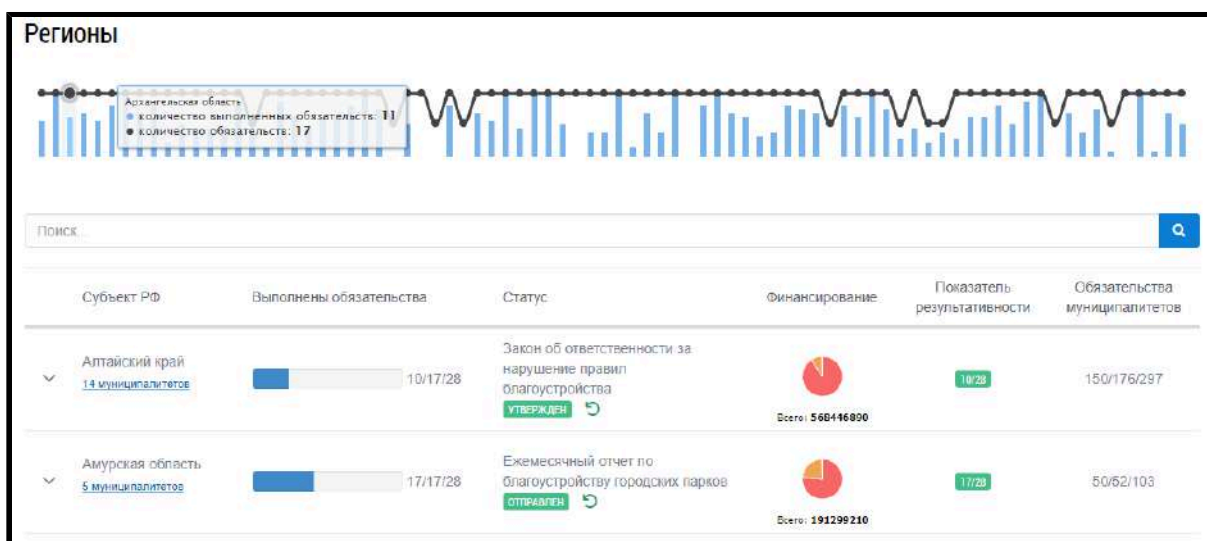 Регионы
Архангельская область
количество выполненных обязательств: 11
количество обязательств: 17
Поиск...
Субъект РФ
Выполнены обязательства
Статус
Финансирование
Показатель
результативности
Обязательства
муниципалитетов
Алтайский край
14 муниципалитетов
10/17/28
Закон об ответственности за
нарушение правил
благоустройства
УТВЕРЖДЕН
Всего: 568446890
10/28
150/176/297
Амурская область
5 муниципалитетов
17/17/28
Ежемесячный отчет по
благоустройству городских парков
ОТПРАВЛЕН
Всего: 191299210
17/28
50/52/103